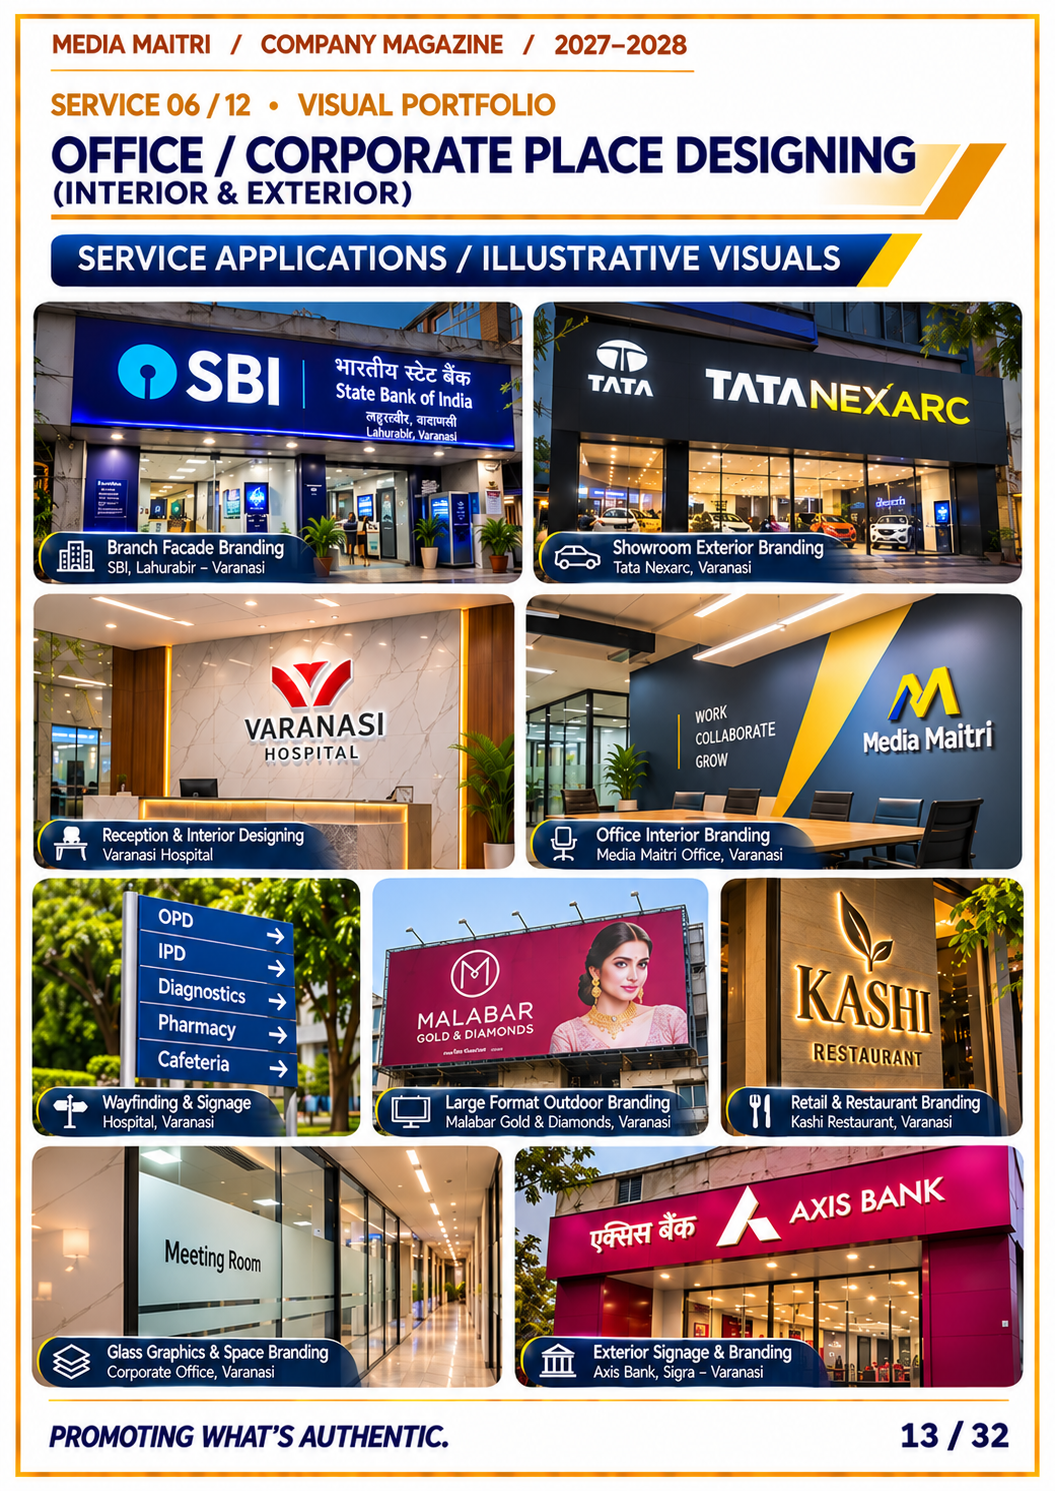 MEDIA MAITRI / COMPANY MAGAZINE / 2027–2028
SERVICE 06 / 12 • VISUAL PORTFOLIO
OFFICE / CORPORATE PLACE DESIGNING
(INTERIOR & EXTERIOR)
SERVICE APPLICATIONS / ILLUSTRATIVE VISUALS
SBI
भारतीय स्टेट बैंक
State Bank of India
Lahurabir, Varanasi
Branch Facade Branding
SBI, Lahurabir – Varanasi
TATA
TATA NEXARC
Showroom Exterior Branding
Tata Nexarc, Varanasi
VARANASI
HOSPITAL
Reception & Interior Designing
Varanasi Hospital
WORK
COLLABORATE
GROW
Media Maitri
Office Interior Branding
Media Maitri Office, Varanasi
OPD
IPD
Diagnostics
Pharmacy
Cafeteria
Wayfinding & Signage
Hospital, Varanasi
MALABAR
GOLD & DIAMONDS
Large Format Outdoor Branding
Malabar Gold & Diamonds, Varanasi
KASHI
RESTAURANT
Retail & Restaurant Branding
Kashi Restaurant, Varanasi
Meeting Room
Glass Graphics & Space Branding
Corporate Office, Varanasi
एक्सिस बैंक
AXIS BANK
Exterior Signage & Branding
Axis Bank, Sigra – Varanasi
PROMOTING WHAT'S AUTHENTIC.
13 / 32